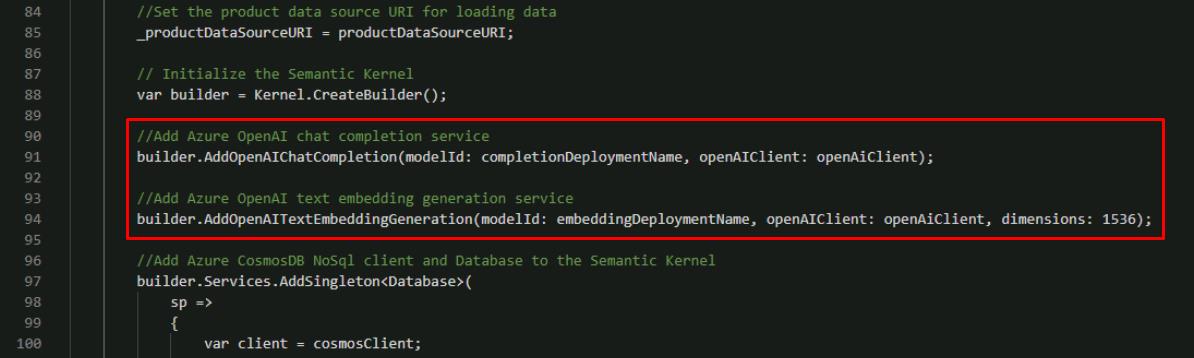 84 //Set the product data source URI for loading data
85 _productDataSourceURI = productDataSourceURI;
86
87 // Initialize the Semantic Kernel
88 var builder = Kernel.CreateBuilder();
89
90 //Add Azure OpenAI chat completion service
91 builder.AddOpenAIChatCompletion(modelId: completionDeploymentName, openAIClient: openAiClient);
92
93 //Add Azure OpenAI text embedding generation service
94 builder.AddOpenAITextEmbeddingGeneration(modelId: embeddingDeploymentName, openAIClient: openAiClient, dimensions: 1536);
95
96 //Add Azure CosmosDB NoSql client and Database to the Semantic Kernel
97 builder.Services.AddSingleton<Database>(
98 sp =>
99 {
100 var client = cosmosClient;